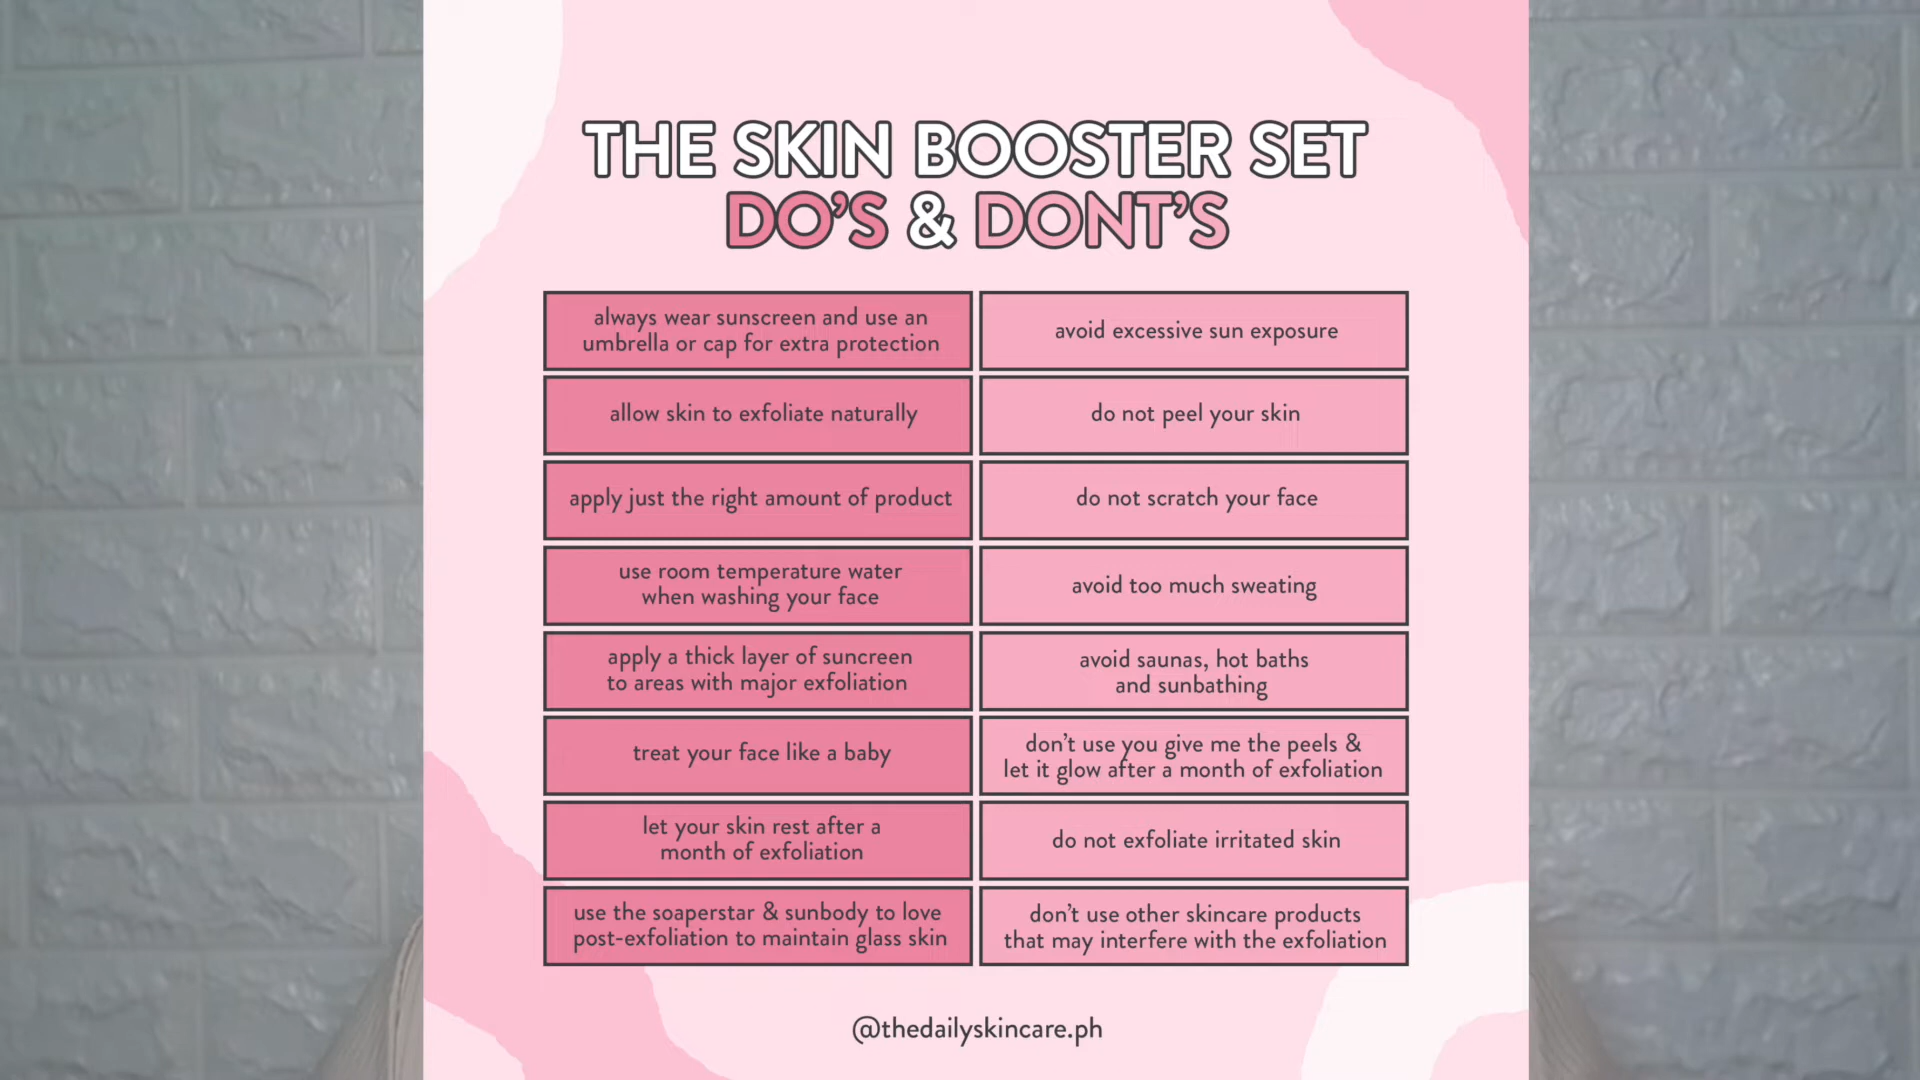 THE SKIN BOOSTER SET
DO'S & DONT'S
always wear sunscreen and use an
umbrella or cap for extra protection
avoid excessive sun exposure
allow skin to exfoliate naturally
do not peel your skin
apply just the right amount of product
do not scratch your face
use room temperature water
when washing your face
avoid too much sweating
apply a thick layer of suncreen
to areas with major exfoliation
avoid saunas, hot baths
and sunbathing
treat your face like a baby
don't use you give me the peels &
let it glow after a month of exfoliation
let your skin rest after a
month of exfoliation
do not exfoliate irritated skin
use the soaperstar & sunbody to love
post-exfoliation to maintain glass skin
don't use other skincare products
that may interfere with the exfoliation
@thedailyskincare.ph